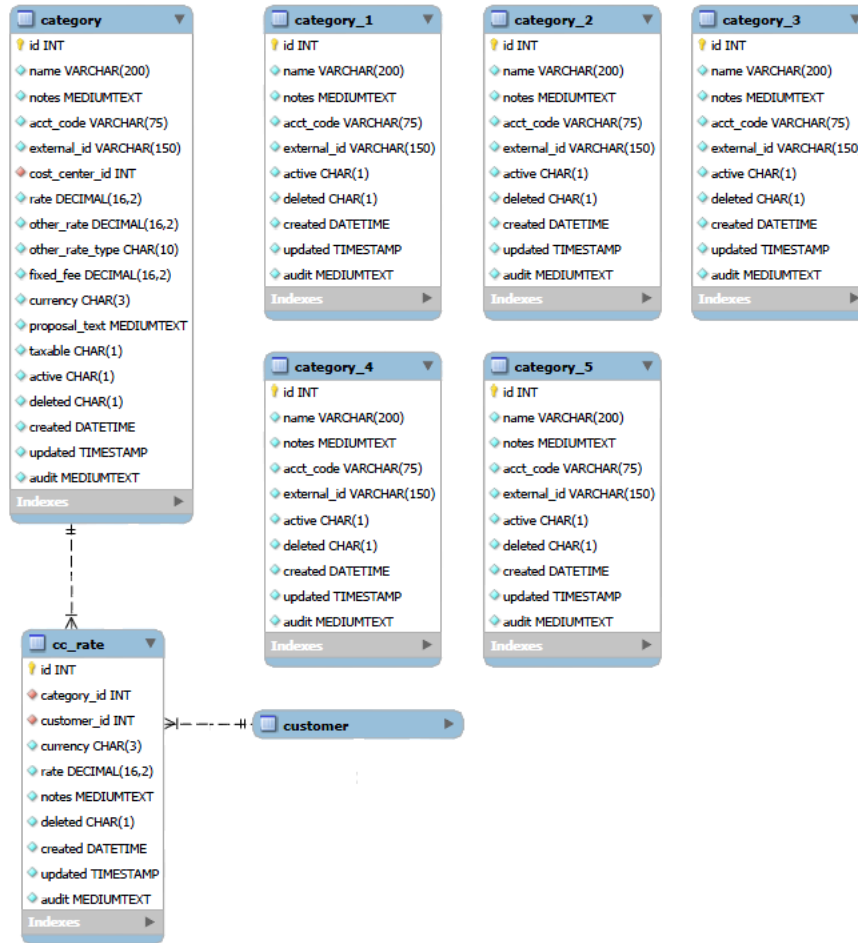 category
id INT
name VARCHAR(200)
notes MEDIUMTEXT
acct_code VARCHAR(75)
external_id VARCHAR(150)
cost_center_id INT
rate DECIMAL(16,2)
other_rate DECIMAL(16,2)
other_rate_type CHAR(10)
fixed_fee DECIMAL(16,2)
currency CHAR(3)
proposal_text MEDIUMTEXT
taxable CHAR(1)
active CHAR(1)
deleted CHAR(1)
created DATETIME
updated TIMESTAMP
audit MEDIUMTEXT
Indexes
category_1
id INT
name VARCHAR(200)
notes MEDIUMTEXT
acct_code VARCHAR(75)
external_id VARCHAR(150)
active CHAR(1)
deleted CHAR(1)
created DATETIME
updated TIMESTAMP
audit MEDIUMTEXT
Indexes
category_2
id INT
name VARCHAR(200)
notes MEDIUMTEXT
acct_code VARCHAR(75)
external_id VARCHAR(150)
active CHAR(1)
deleted CHAR(1)
created DATETIME
updated TIMESTAMP
audit MEDIUMTEXT
Indexes
category_3
id INT
name VARCHAR(200)
notes MEDIUMTEXT
acct_code VARCHAR(75)
external_id VARCHAR(150
active CHAR(1)
deleted CHAR(1)
created DATETIME
updated TIMESTAMP
audit MEDIUMTEXT
Indexes
category_4
id INT
name VARCHAR(200)
notes MEDIUMTEXT
acct_code VARCHAR(75)
external_id VARCHAR(150)
active CHAR(1)
deleted CHAR(1)
created DATETIME
updated TIMESTAMP
audit MEDIUMTEXT
Indexes
category_5
id INT
name VARCHAR(200)
notes MEDIUMTEXT
acct_code VARCHAR(75)
external_id VARCHAR(150)
active CHAR(1)
deleted CHAR(1)
created DATETIME
updated TIMESTAMP
audit MEDIUMTEXT
Indexes
cc_rate
id INT
category_id INT
customer_id INT
currency CHAR(3)
rate DECIMAL(16,2)
notes MEDIUMTEXT
deleted CHAR(1)
created DATETIME
updated TIMESTAMP
audit MEDIUMTEXT
Indexes
customer